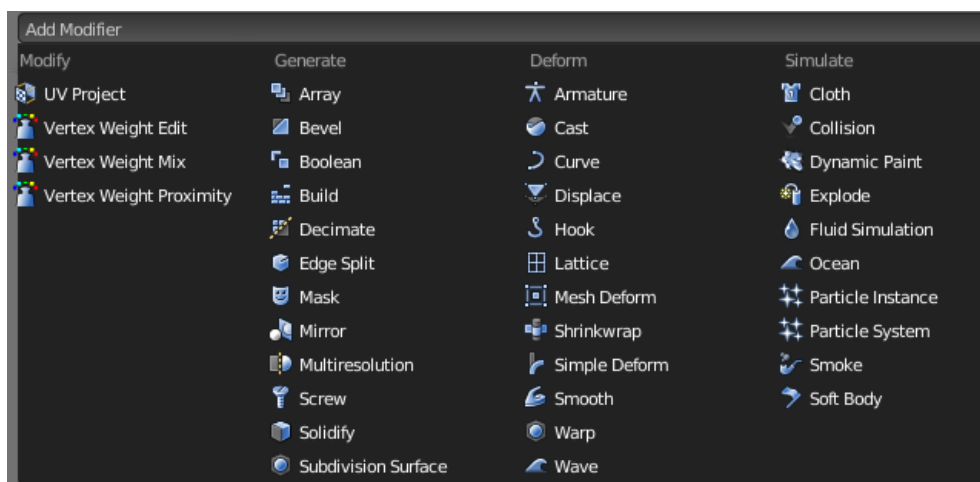 Add Modifier
Modify
UV Project
Vertex Weight Edit
Vertex Weight Mix
Vertex Weight Proximity
Generate
Array
Bevel
Boolean
Build
Decimate
Edge Split
Mask
Mirror
Multiresolution
Screw
Solidify
Subdivision Surface
Deform
Armature
Cast
Curve
Displace
Hook
Lattice
Mesh Deform
Shrinkwrap
Simple Deform
Smooth
Warp
Wave
Simulate
Cloth
Collision
Dynamic Paint
Explode
Fluid Simulation
Ocean
Particle Instance
Particle System
Smoke
Soft Body